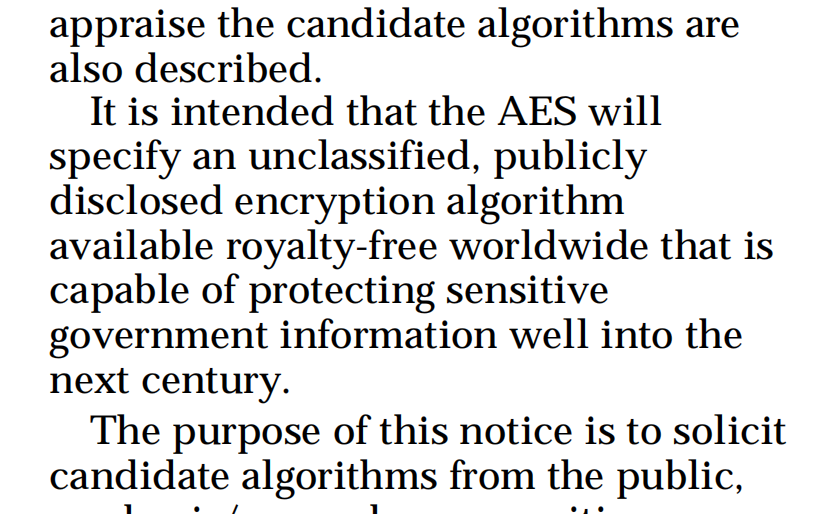 appraise the candidate algorithms are
also described.
It is intended that the AES will
specify an unclassified, publicly
disclosed encryption algorithm
available royalty-free worldwide that is
capable of protecting sensitive
government information well into the
next century.
The purpose of this notice is to solicit
candidate algorithms from the public,